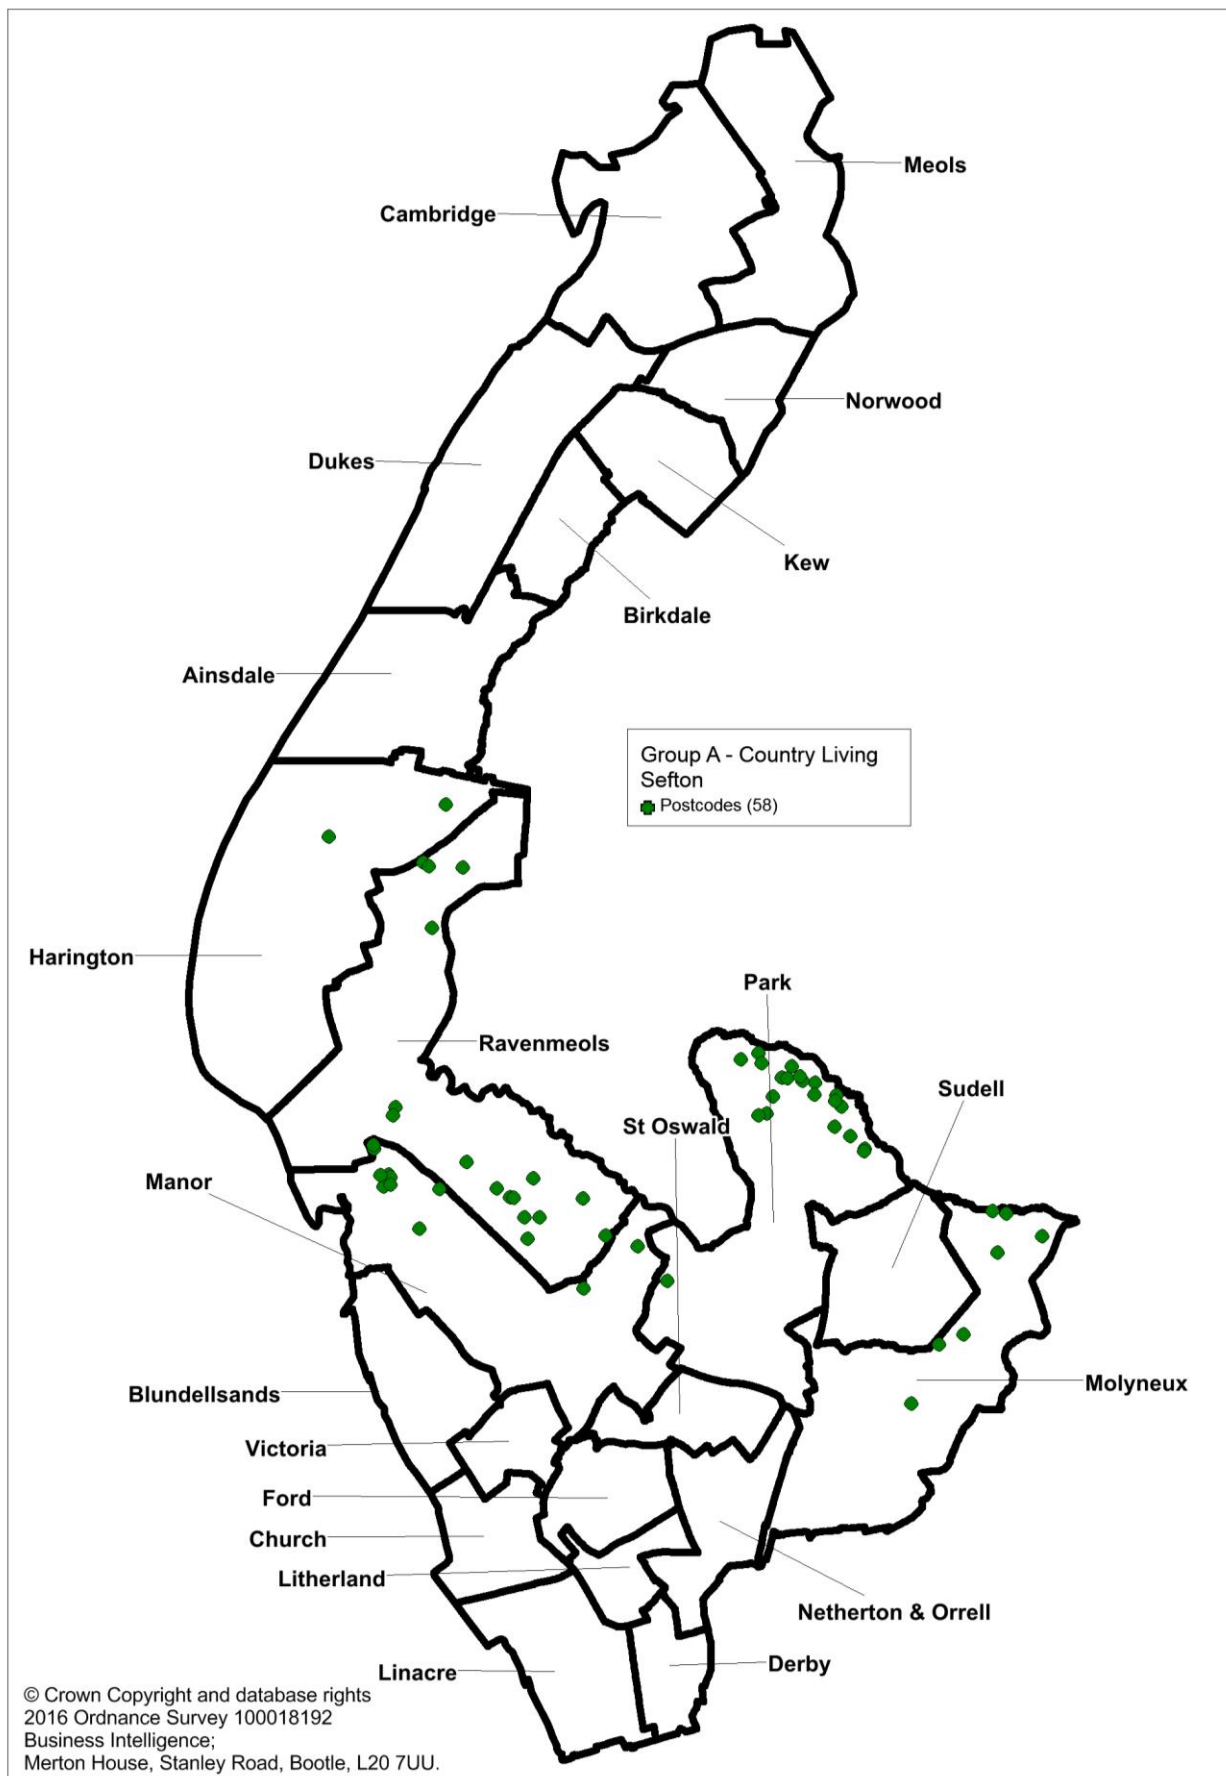 Meols
Cambridge
Norwood
Dukes
Kew
Birkdale
Ainsdale
Group A - Country Living
Sefton
Postcodes (58)
Harington
Park
Ravenmeols
Sudell
St Oswald
Manor
Molyneux
Blundellsands
Victoria
Ford
Church
Litherland
Netherton & Orrell
Derby
Linacre
© Crown Copyright and database rights
2016 Ordnance Survey 100018192
Business Intelligence;
Merton House, Stanley Road, Bootle, L20 7UU.